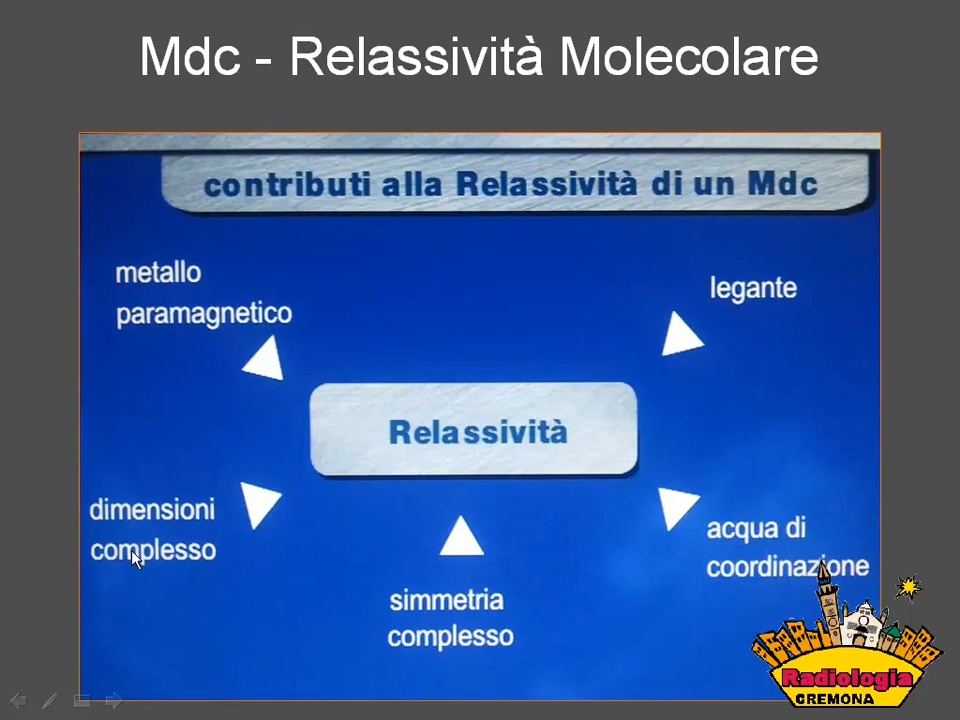 Mdc - Relassività Molecolare
contributi alla Relassività di un Mdc
metallo
paramagnetico
legante
Relassività
dimensioni
complesso
acqua di
coordinazione
simmetria
complesso
Radiologia
CREMONA